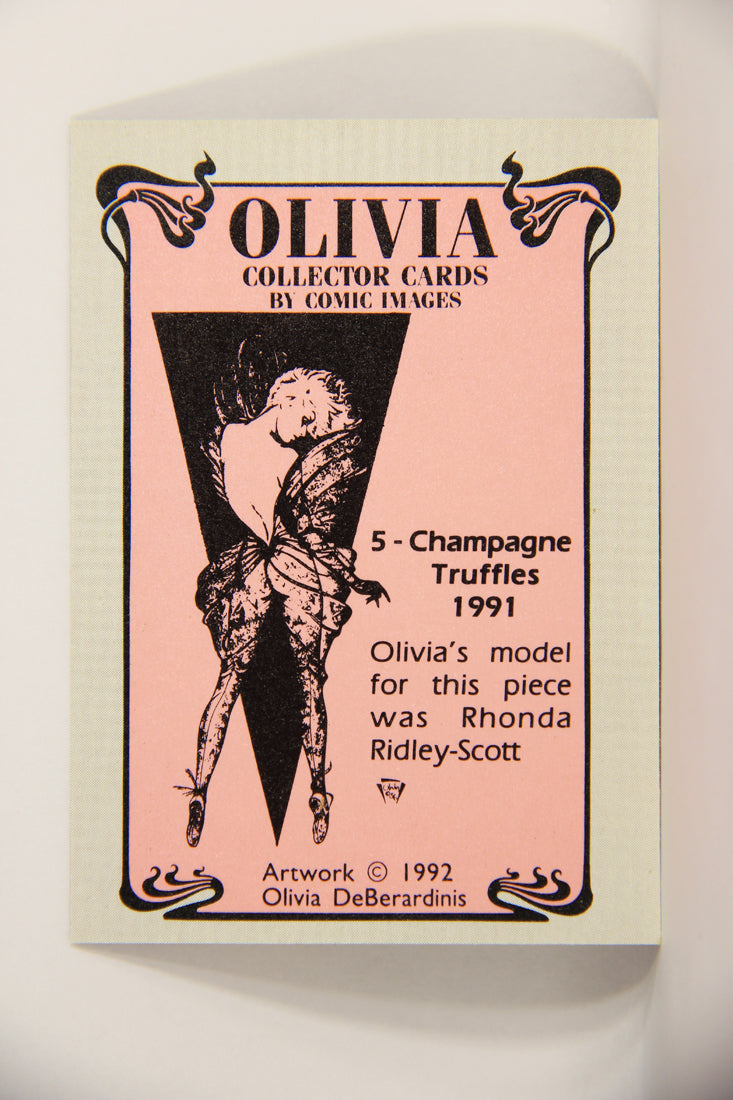 OLIVIA
COLLECTOR CARDS
BY COMIC IMAGES
5 - Champagne
Truffles
1991
Olivia's model
for this piece
was Rhonda
Ridley-Scott
Artwork © 1992
Olivia DeBerardinis